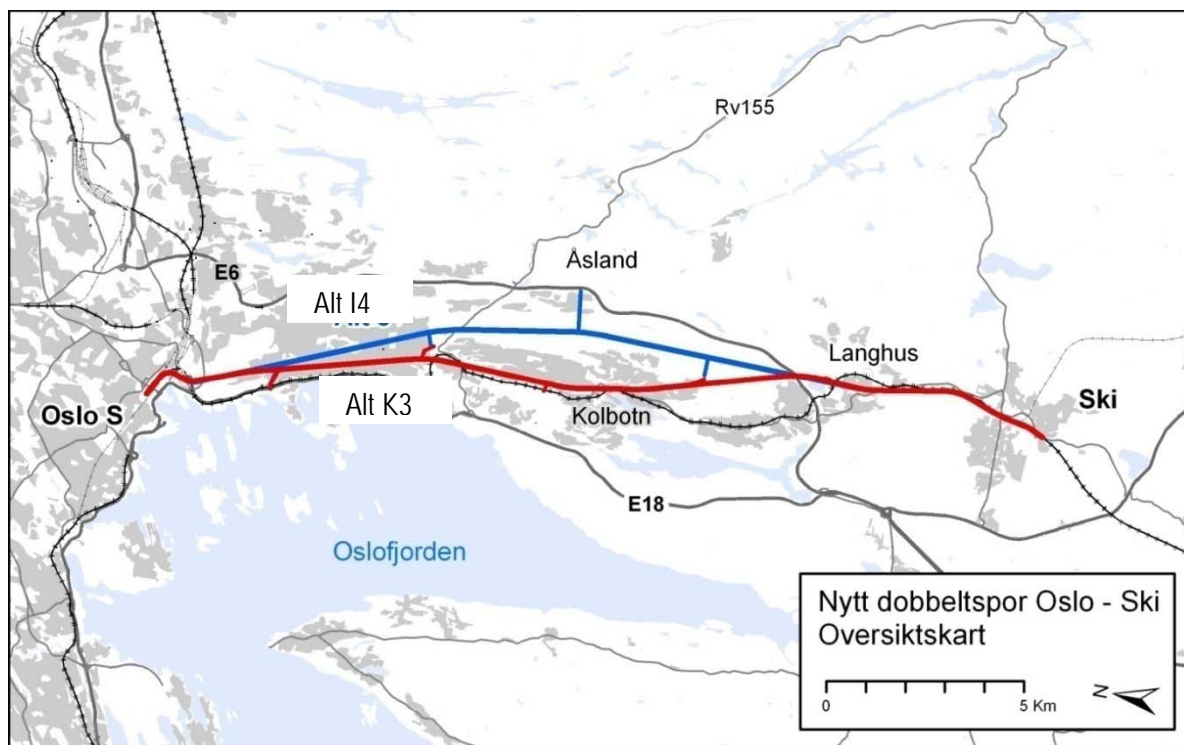 Rv155
Åsland
E6
Alt I4
Langhus
Alt K3
Kolbotn
Oslo S
Ski
E18
Oslofjorden
Nytt dobbeltspor Oslo - Ski
Oversiktskart
0
5 Km
N